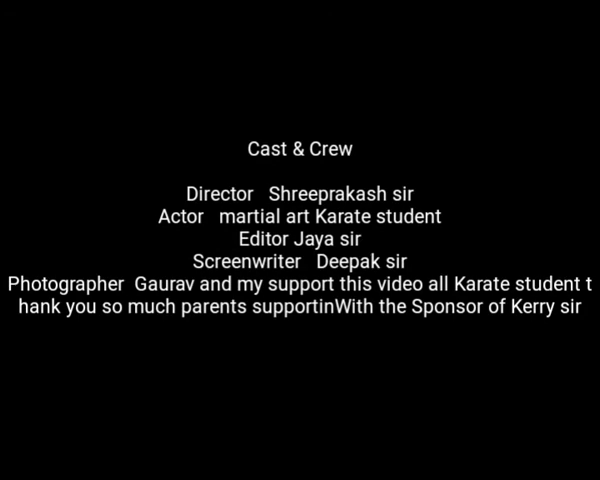 Cast & Crew
Director Shreeprakash sir
Actor martial art Karate student
Editor Jaya sir
Screenwriter Deepak sir
Photographer Gaurav and my support this video all Karate student t
hank you so much parents supportinWith the Sponsor of Kerry sir